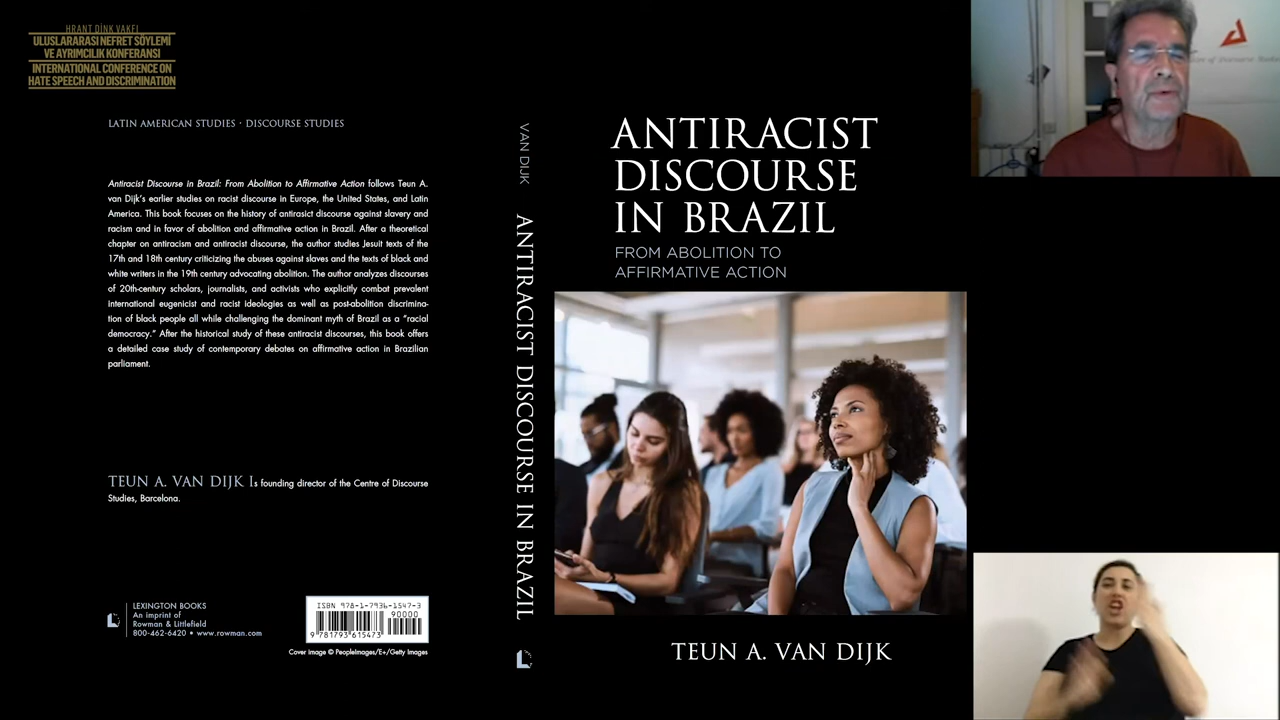 HRANT DİNK VAKFI
ULUSLARARASI NEFRET SÖYLEMİ
VE AYRIMCILIK KONFERANSI
INTERNATIONAL CONFERENCE ON
HATE SPEECH AND DISCRIMINATION
LATIN AMERICAN STUDIES · DISCOURSE STUDIES
Antiracist Discourse in Brazil: From Abolition to Affirmative Action follows Teun A.
van Dijk's earlier studies on racist discourse in Europe, the United States, and Latin
America. This book focuses on the history of antirasict discourse against slavery and
racism and in favor of abolition and affirmative action in Brazil. After a theoretical
chapter on antiracism and antiracist discourse, the author studies Jesuit texts of the
17th and 18th century criticizing the abuses against slaves and the texts of black and
white writers in the 19th century advocating abolition. The author analyzes discourses
of 20th-century scholars, journalists, and activists who explicitly combat prevalent
international eugenicist and racist ideologies as well as post-abolition discrimina-
tion of black people all while challenging the dominant myth of Brazil as a “racial
democracy.” After the historical study of these antiracist discourses, this book offers
a detailed case study of contemporary debates on affirmative action in Brazilian
parliament.
TEUN A. VAN DIJK Is founding director of the Centre of Discourse
Studies, Barcelona.
LEXINGTON BOOKS
An imprint of
Rowman & Littlefield
800-462-6420 • www.rowman.com
ISBN 978-1-7936-1547-3
90000
9 781793 615473
Cover image © PeopleImages/E+/Getty Images
VAN DIJK
ANTIRACIST DISCOURSE IN BRAZIL
L
ANTIRACIST
DISCOURSE
IN BRAZIL
FROM ABOLITION TO
AFFIRMATIVE ACTION
TEUN A. VAN DIJK
of Discourse Studies